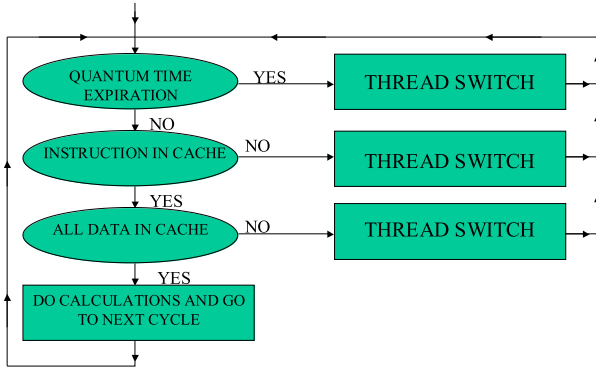 QUANTUM TIME
EXPIRATION
YES
THREAD SWITCH
NO
INSTRUCTION IN CACHE
NO
THREAD SWITCH
YES
ALL DATA IN CACHE
NO
THREAD SWITCH
YES
DO CALCULATIONS AND GO
TO NEXT CYCLE